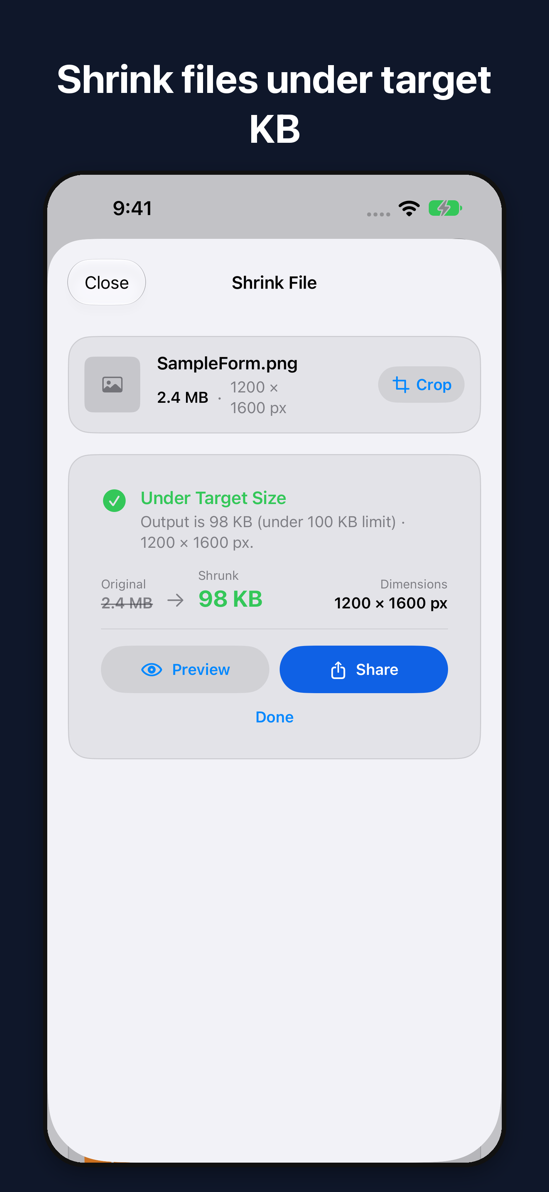 Shrink files under target
KB
9:41
Close
Shrink File
SampleForm.png
2.4 MB · 1200 ×
1600 px
Crop
Under Target Size
Output is 98 KB (under 100 KB limit) ·
1200 × 1600 px.
Original
2.4 MB
Shrunk
98 KB
Dimensions
1200 × 1600 px
Preview
Share
Done